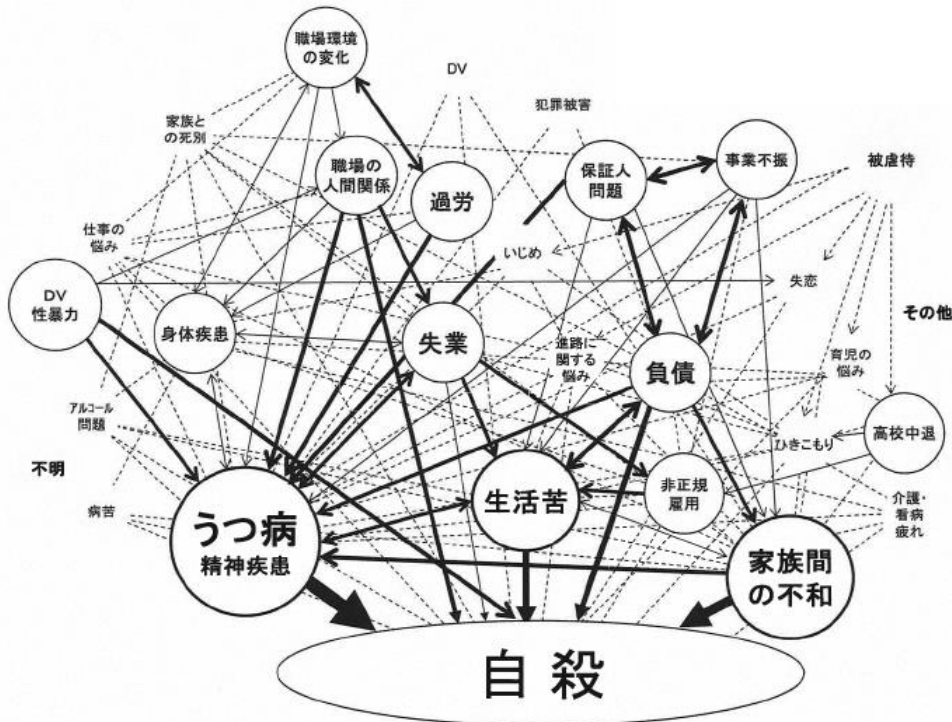 職場環境
の変化
DV
犯罪被害
家族と
の死別
職場の
人間関係
過労
保証人
問題
事業不振
被虐待
仕事の
悩み
いじめ
DV
性暴力
失恋
その他
身体疾患
失業
進路に
関する
悩み
負債
育児の
悩み
アルコール
問題
ひきこもり
高校中退
不明
病苦
うつ病
精神疾患
生活苦
非正規
雇用
介護・
看病
疲れ
家族間
の不和
自殺